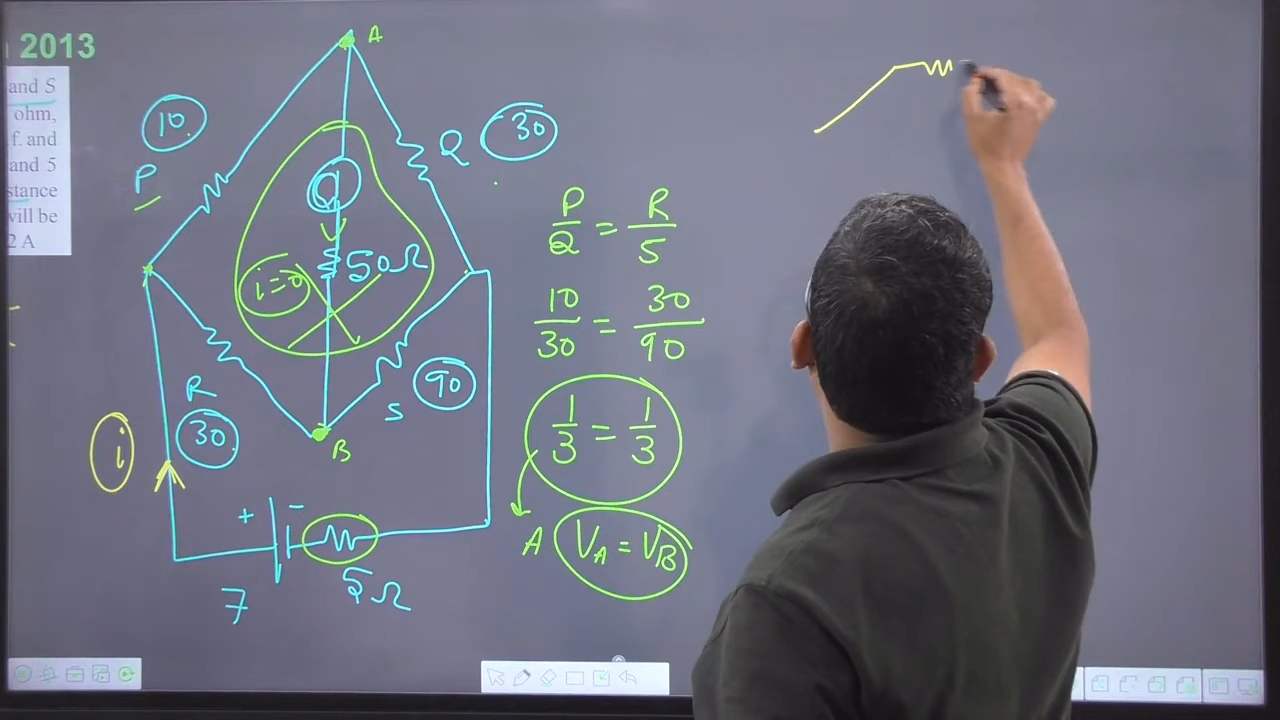 2013
and S
ohm,
.f. and
and 5
stance
will be
2 A
A
10
P
Q
30
G
50Ω
i=0
R
30
S
90
B
i
+
-
7
5Ω
P/Q = R/S
10/30 = 30/90
1/3 = 1/3
A VA = VB